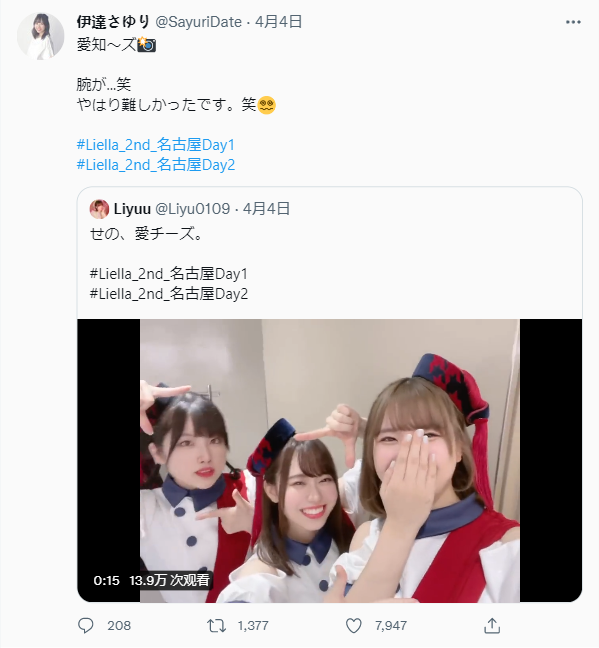 伊達さゆり @SayuriDate · 4月4日
愛知～ズ📸
腕が...笑
やはり難しかったです。笑😵‍💫
#Liella_2nd_名古屋Day1
#Liella_2nd_名古屋Day2
Liyuu @Liyu0109 · 4月4日
せの、愛チーズ。
#Liella_2nd_名古屋Day1
#Liella_2nd_名古屋Day2
0:15 13.9万 次观看
208 1,377 7,947